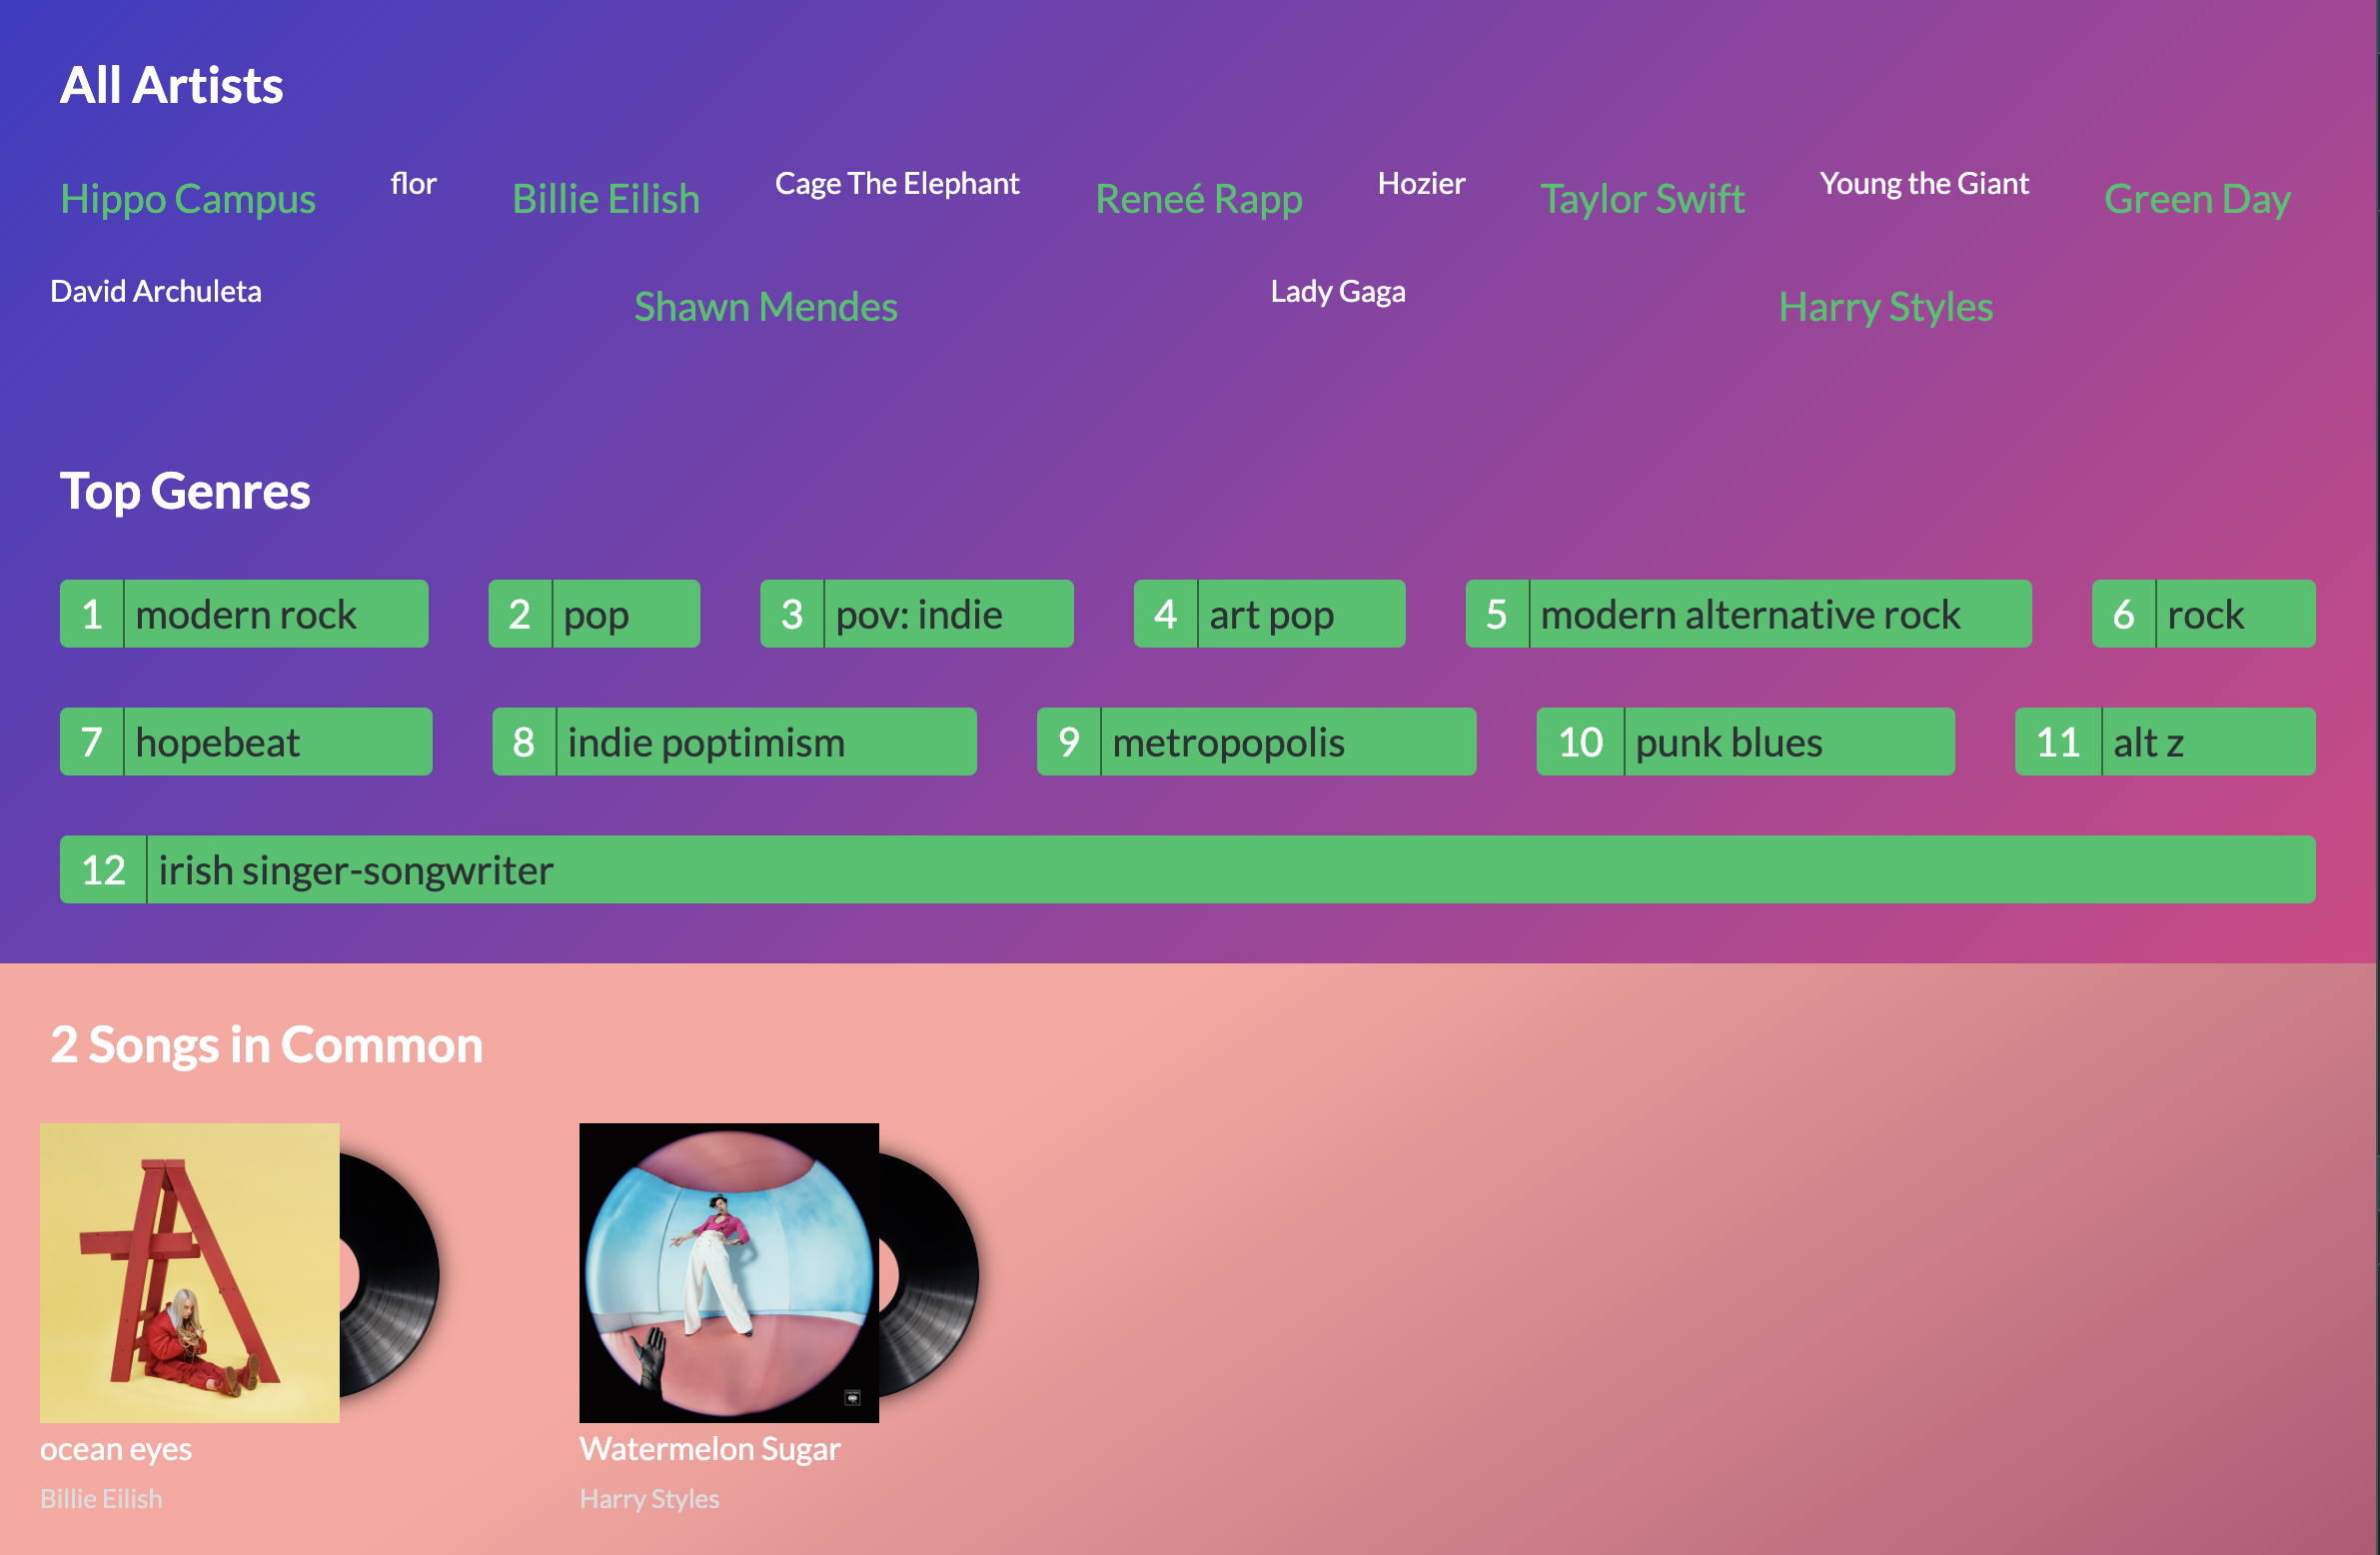 All Artists
Hippo Campus flor Billie Eilish Cage The Elephant Reneé Rapp Hozier Taylor Swift Young the Giant Green Day
David Archuleta Shawn Mendes Lady Gaga Harry Styles
Top Genres
1 modern rock 2 pop 3 pov: indie 4 art pop 5 modern alternative rock 6 rock
7 hopebeat 8 indie poptimism 9 metropopolis 10 punk blues 11 alt z
12 irish singer-songwriter
2 Songs in Common
ocean eyes Watermelon Sugar
Billie Eilish Harry Styles